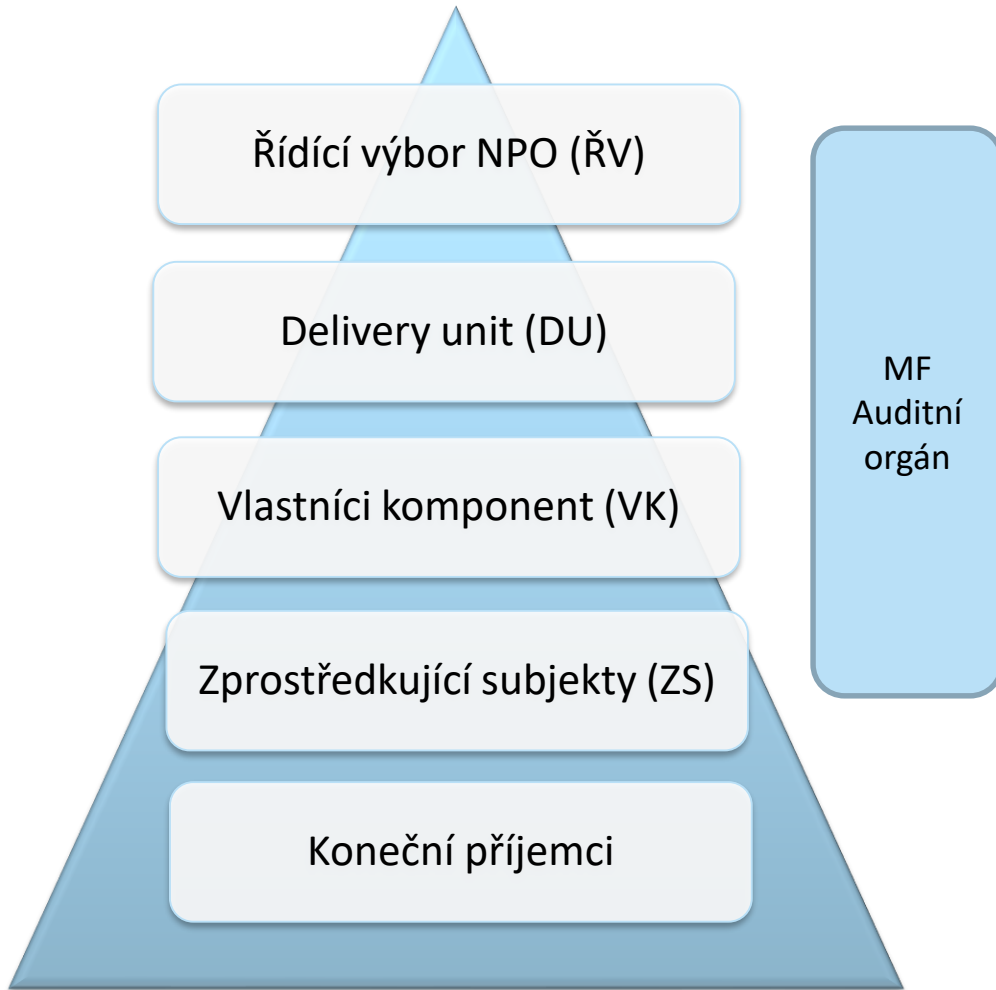 Řídící výbor NPO (ŘV)
Delivery unit (DU)
Vlastníci komponent (VK)
Zprostředkující subjekty (ZS)
Koneční příjemci
MF
Auditní
orgán